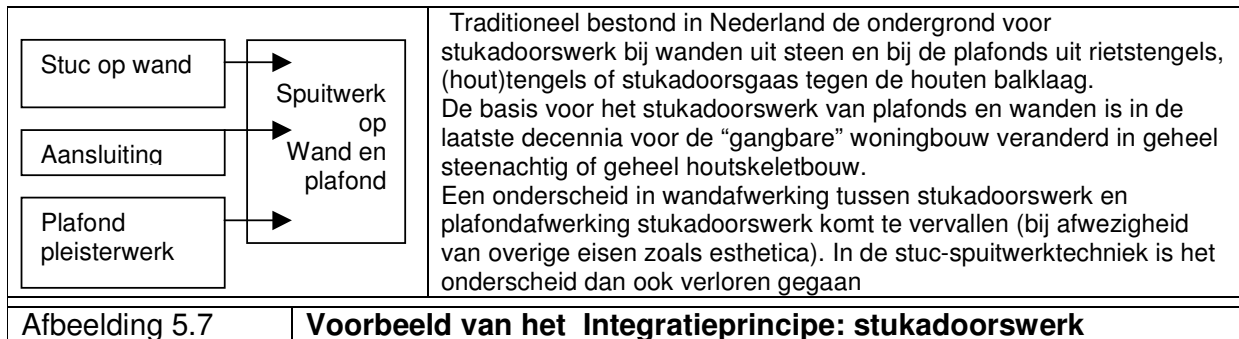 Stuc op wand
Aansluiting
Plafond
pleisterwerk
Spuitwerk
op
Wand en
plafond
Traditioneel bestond in Nederland de ondergrond voor
stukadoorswerk bij wanden uit steen en bij de plafonds uit rietstengels,
(hout)tengels of stukadoorsgaas tegen de houten balklaag.
De basis voor het stukadoorswerk van plafonds en wanden is in de
laatste decennia voor de “gangbare” woningbouw veranderd in geheel
steenachtig of geheel houtskeletbouw.
Een onderscheid in wandafwerking tussen stukadoorswerk en
plafondafwerking stukadoorswerk komt te vervallen (bij afwezigheid
van overige eisen zoals esthetica). In de stuc-spuitwerktechniek is het
onderscheid dan ook verloren gegaan
Afbeelding 5.7 Voorbeeld van het Integratieprincipe: stukadoorswerk